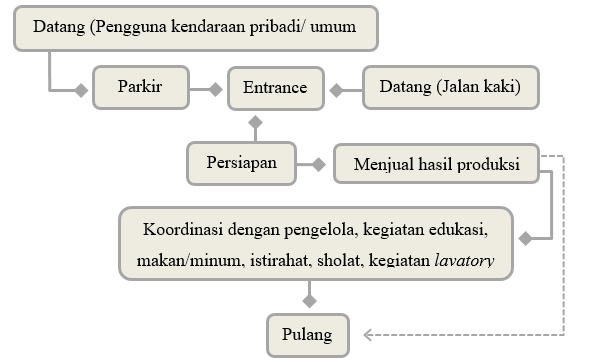 Datang (Pengguna kendaraan pribadi/ umum
Parkir
Entrance
Datang (Jalan kaki)
Persiapan
Menjual hasil produksi
Koordinasi dengan pengelola, kegiatan edukasi,
makan/minum, istirahat, sholat, kegiatan lavatory
Pulang